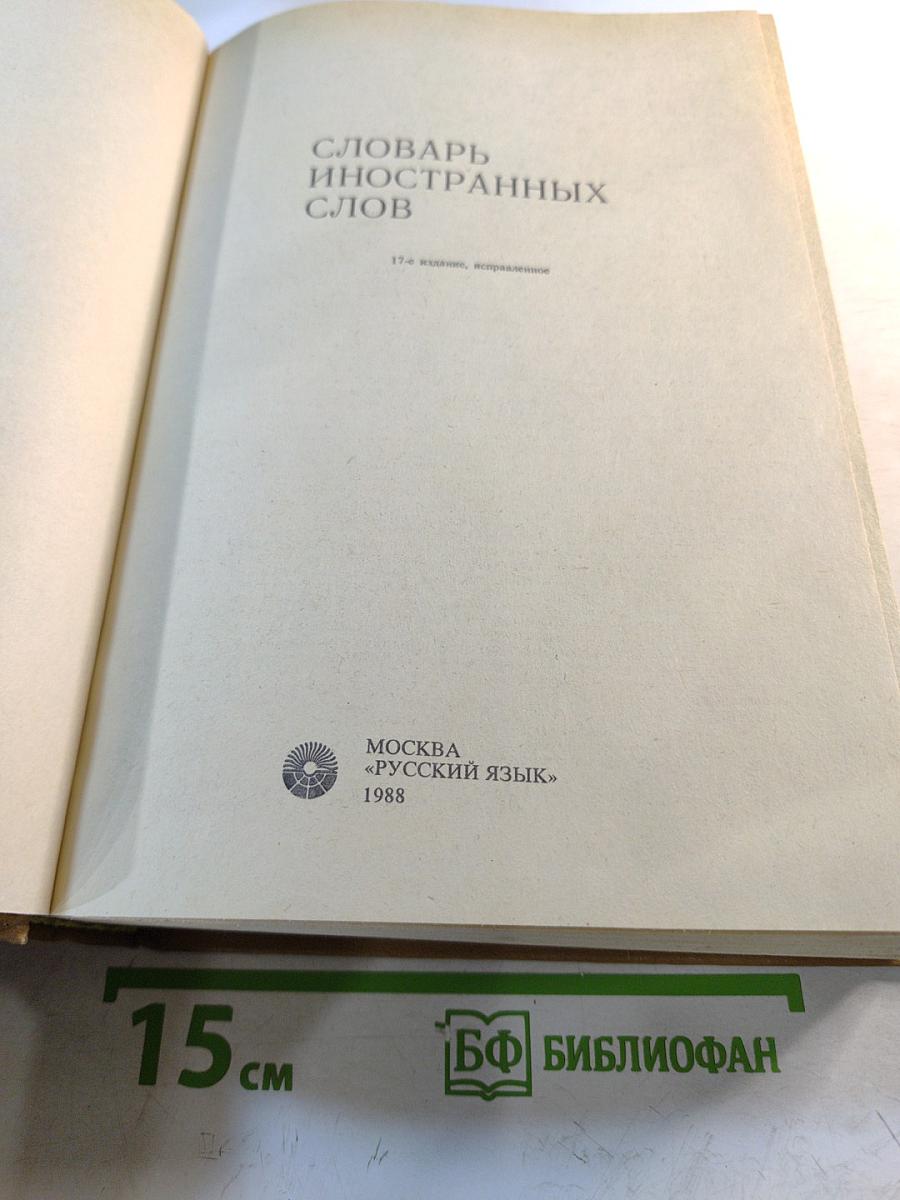 СЛОВАРЬ
ИНОСТРАННЫХ
СЛОВ
17-е издание, исправленное
МОСКВА
«РУССКИЙ ЯЗЫК»
1988
15 см
БФ БИБЛИОФАН